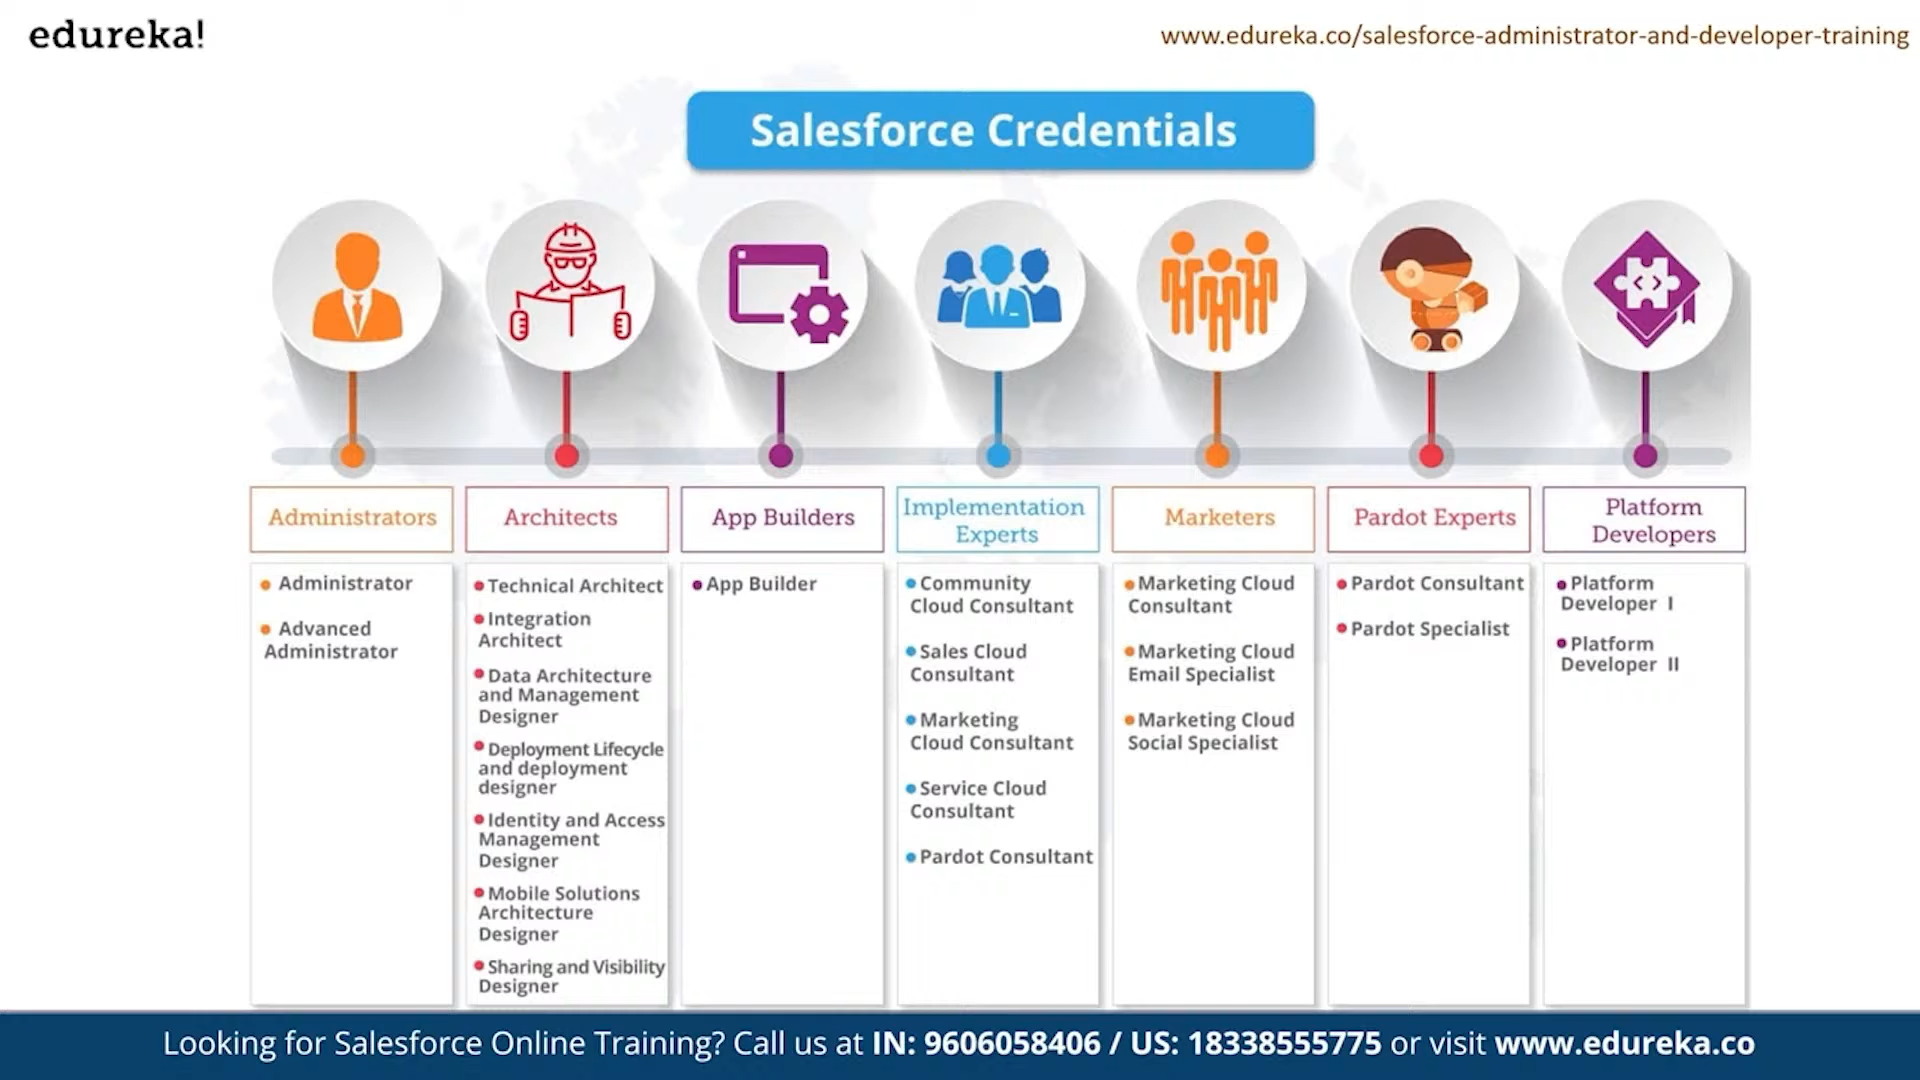 edureka!
www.edureka.co/salesforce-administrator-and-developer-training
Salesforce Credentials
Administrators
Administrator
Advanced
Administrator
Architects
Technical Architect
Integration
Architect
Data Architecture
and Management
Designer
Deployment Lifecycle
and deployment
designer
Identity and Access
Management
Designer
Mobile Solutions
Architecture
Designer
Sharing and Visibility
Designer
App Builders
App Builder
Implementation
Experts
Community
Cloud Consultant
Sales Cloud
Consultant
Marketing
Cloud Consultant
Service Cloud
Consultant
Pardot Consultant
Marketers
Marketing Cloud
Consultant
Marketing Cloud
Email Specialist
Marketing Cloud
Social Specialist
Pardot Experts
Pardot Consultant
Pardot Specialist
Platform
Developers
Platform
Developer I
Platform
Developer II
Looking for Salesforce Online Training? Call us at IN: 9606058406 / US: 18338555775 or visit www.edureka.co